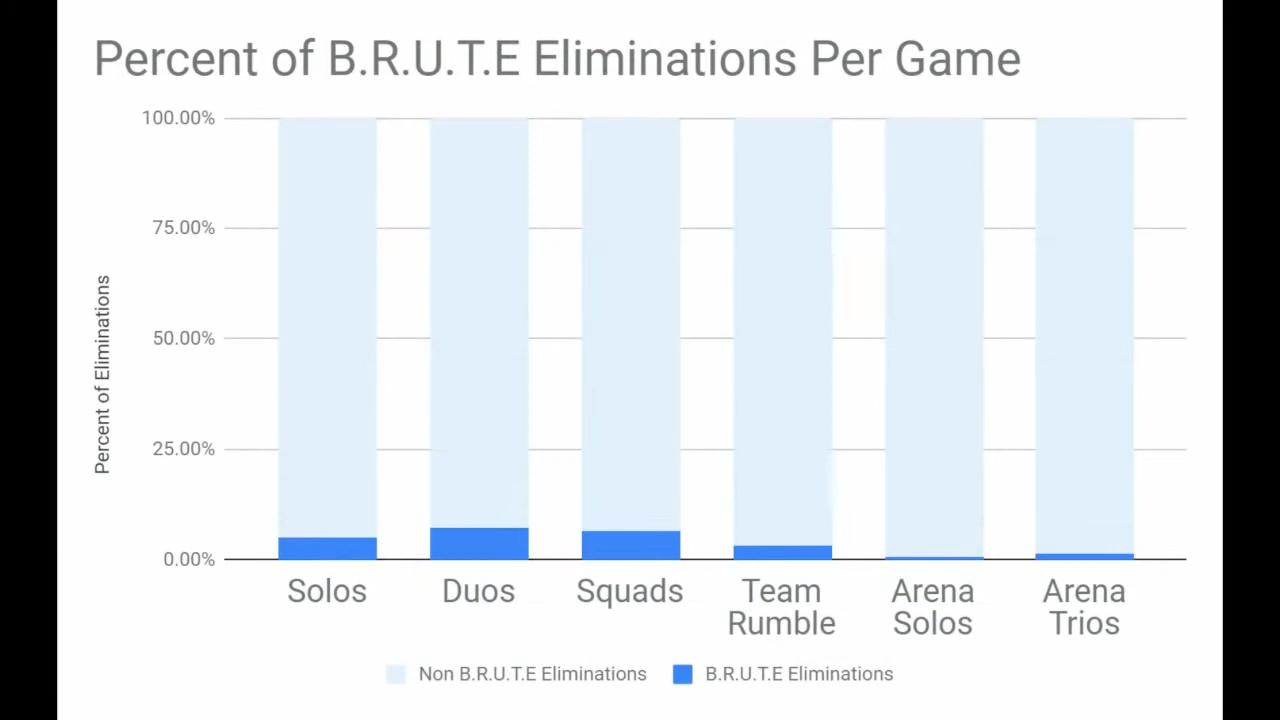 Percent of B.R.U.T.E Eliminations Per Game
100.00%
75.00%
50.00%
25.00%
0.00%
Percent of Eliminations
Solos
Duos
Squads
Team
Rumble
Arena
Solos
Arena
Trios
Non B.R.U.T.E Eliminations
B.R.U.T.E Eliminations